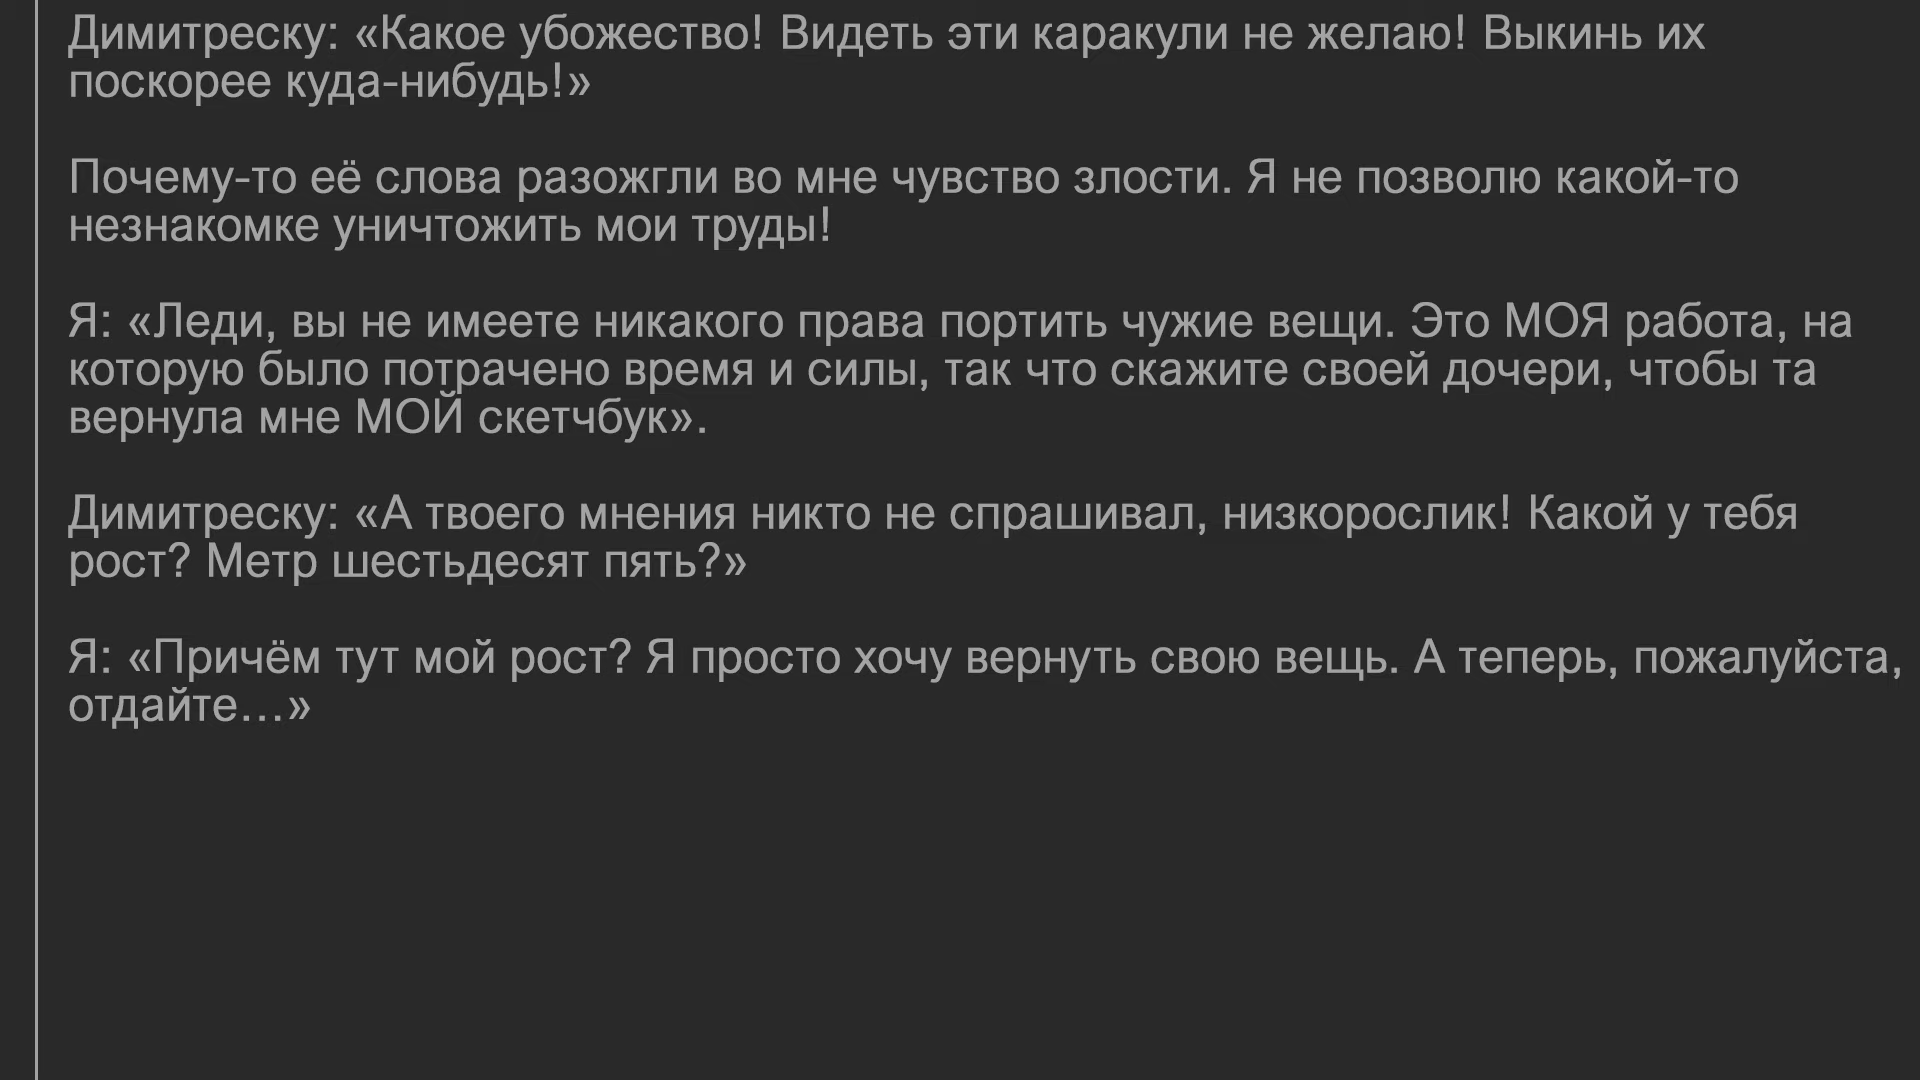 Димитреску: «Какое убожество! Видеть эти каракули не желаю! Выкинь их
поскорее куда-нибудь!»
Почему-то её слова разожгли во мне чувство злости. Я не позволю какой-то
незнакомке уничтожить мои труды!
Я: «Леди, вы не имеете никакого права портить чужие вещи. Это МОЯ работа, на
которую было потрачено время и силы, так что скажите своей дочери, чтобы та
вернула мне МОЙ скетчбук».
Димитреску: «А твоего мнения никто не спрашивал, низкорослик! Какой у тебя
рост? Метр шестьдесят пять?»
Я: «Причём тут мой рост? Я просто хочу вернуть свою вещь. А теперь, пожалуйста,
отдайте…»